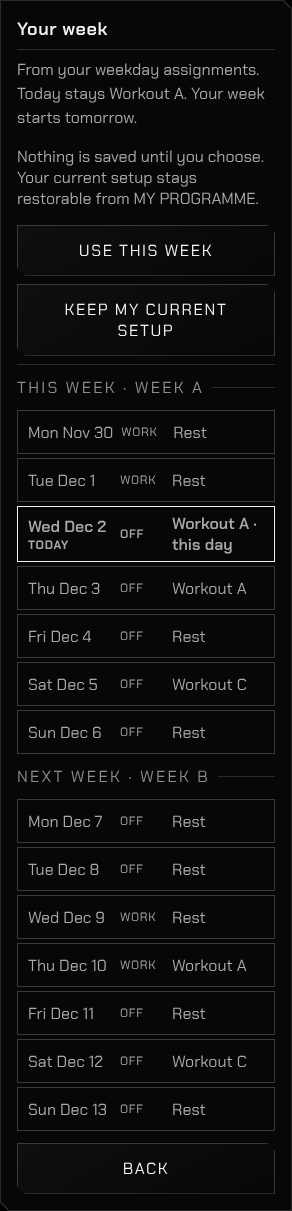 Your week
From your weekday assignments.
Today stays Workout A. Your week
starts tomorrow.
Nothing is saved until you choose.
Your current setup stays
restorable from MY PROGRAMME.
USE THIS WEEK
KEEP MY CURRENT
SETUP
THIS WEEK · WEEK A
Mon Nov 30 WORK Rest
Tue Dec 1 WORK Rest
Wed Dec 2 OFF Workout A ·
TODAY this day
Thu Dec 3 OFF Workout A
Fri Dec 4 OFF Rest
Sat Dec 5 OFF Workout C
Sun Dec 6 OFF Rest
NEXT WEEK · WEEK B
Mon Dec 7 OFF Rest
Tue Dec 8 OFF Rest
Wed Dec 9 WORK Rest
Thu Dec 10 WORK Workout A
Fri Dec 11 OFF Rest
Sat Dec 12 OFF Workout C
Sun Dec 13 OFF Rest
BACK